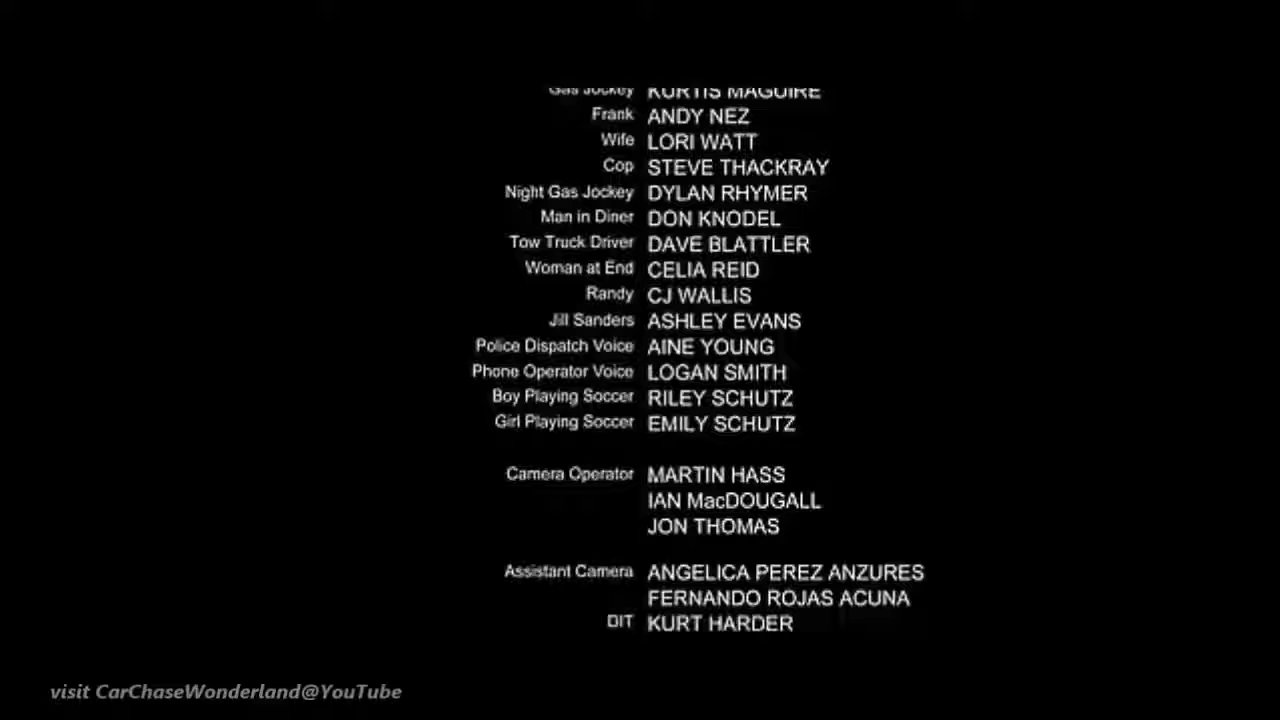 Gas Jockey KURTIS MAGUIRE
Frank ANDY NEZ
Wife LORI WATT
Cop STEVE THACKRAY
Night Gas Jockey DYLAN RHYMER
Man in Diner DON KNODEL
Tow Truck Driver DAVE BLATTLER
Woman at End CELIA REID
Randy CJ WALLIS
Jill Sanders ASHLEY EVANS
Police Dispatch Voice AINE YOUNG
Phone Operator Voice LOGAN SMITH
Boy Playing Soccer RILEY SCHUTZ
Girl Playing Soccer EMILY SCHUTZ
Camera Operator MARTIN HASS
IAN MacDOUGALL
JON THOMAS
Assistant Camera ANGELICA PEREZ ANZURES
FERNANDO ROJAS ACUNA
DIT KURT HARDER
visit CarChaseWonderland@YouTube